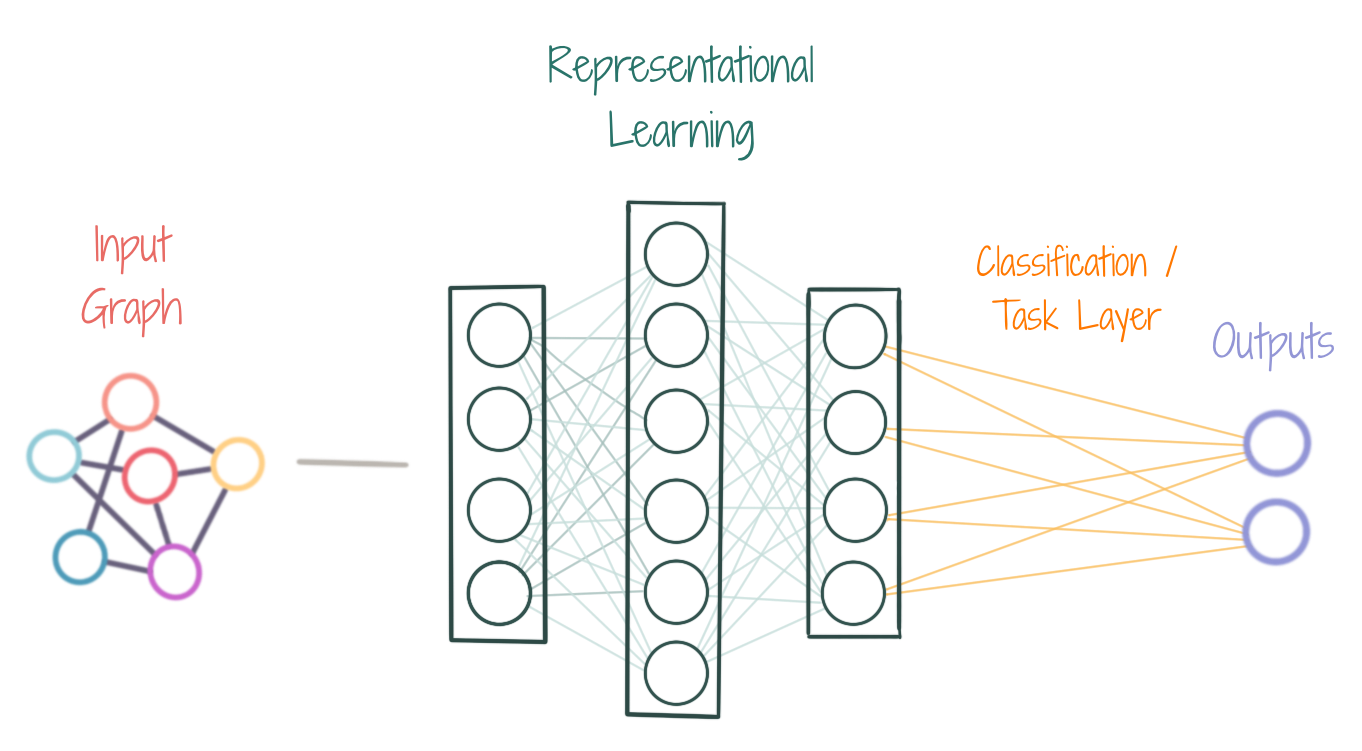 Representational
Learning
Input
Graph
Classification /
Task Layer
Outputs